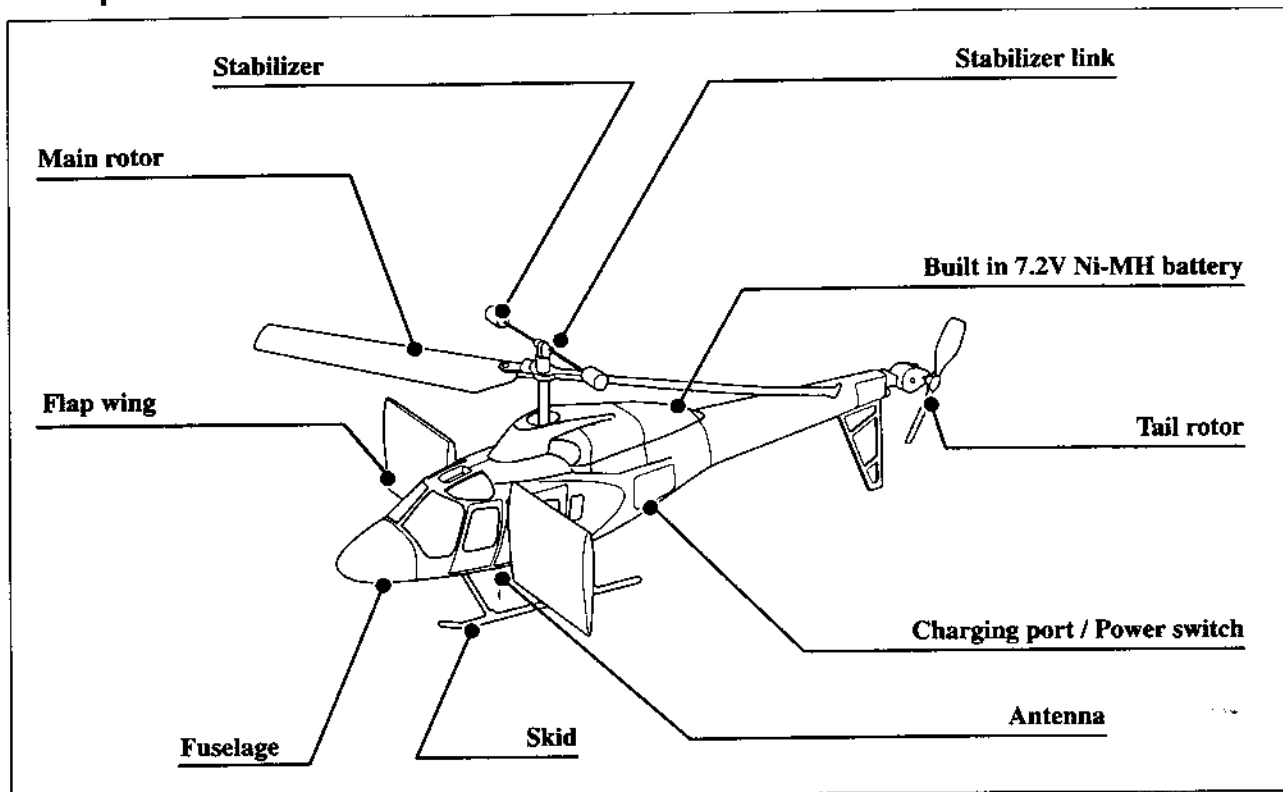 Stabilizer
Stabilizer link
Main rotor
Built in 7.2V Ni-MH battery
Flap wing
Tail rotor
Charging port / Power switch
Antenna
Skid
Fuselage